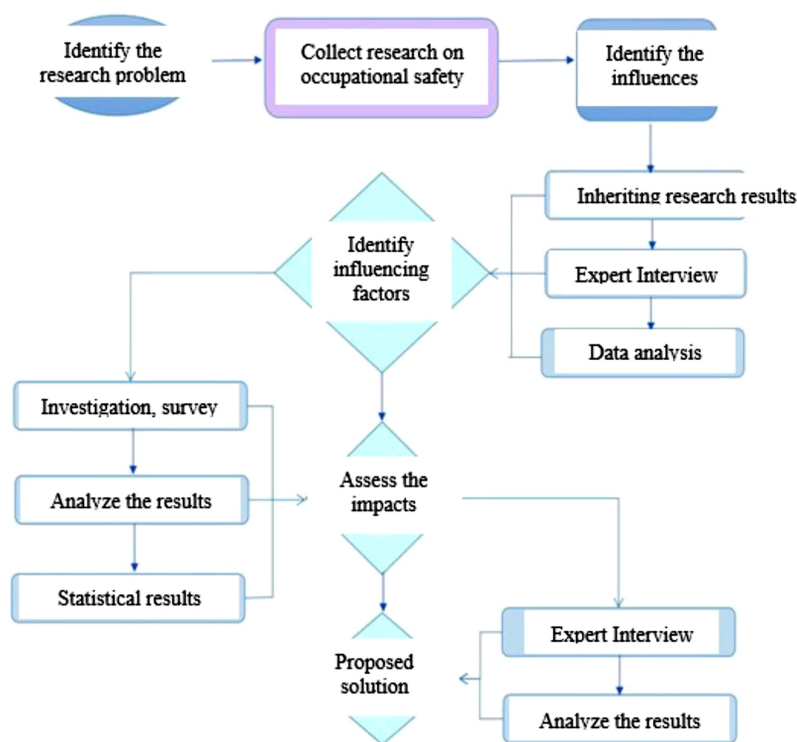 Identify the
research problem
Collect research on
occupational safety
Identify the
influences
Inheriting research results
Identify
influencing
factors
Expert Interview
Data analysis
Investigation, survey
Analyze the results
Statistical results
Assess the
impacts
Expert Interview
Proposed
solution
Analyze the results